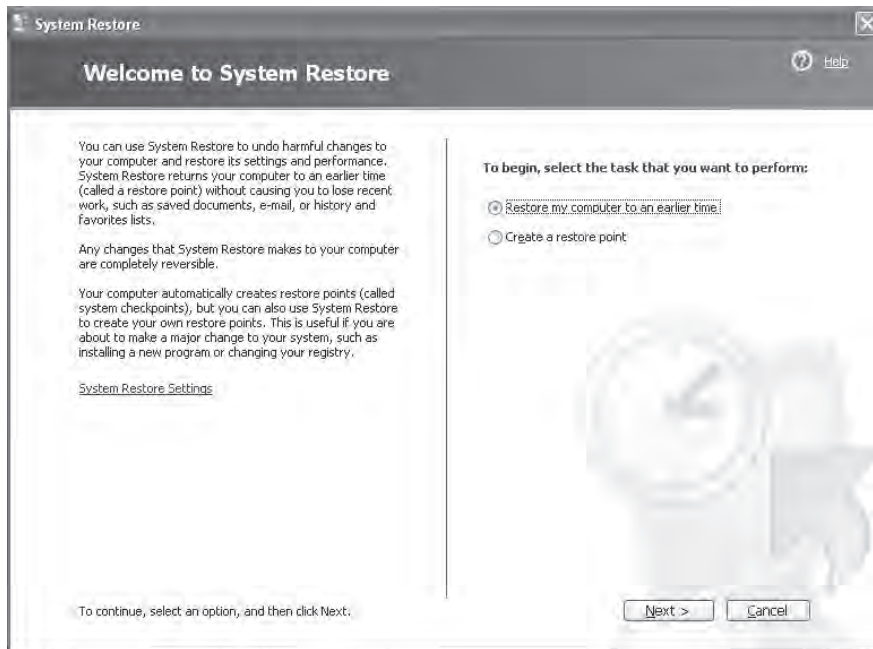 System Restore
Welcome to System Restore
Help
You can use System Restore to undo harmful changes to
your computer and restore its settings and performance.
System Restore returns your computer to an earlier time
(called a restore point) without causing you to lose recent
work, such as saved documents, e-mail, or history and
favorites lists.
Any changes that System Restore makes to your computer
are completely reversible.
Your computer automatically creates restore points (called
system checkpoints), but you can also use System Restore
to create your own restore points. This is useful if you are
about to make a major change to your system, such as
installing a new program or changing your registry.
System Restore Settings
To begin, select the task that you want to perform:
Restore my computer to an earlier time
Create a restore point
To continue, select an option, and then click Next.
Next >
Cancel